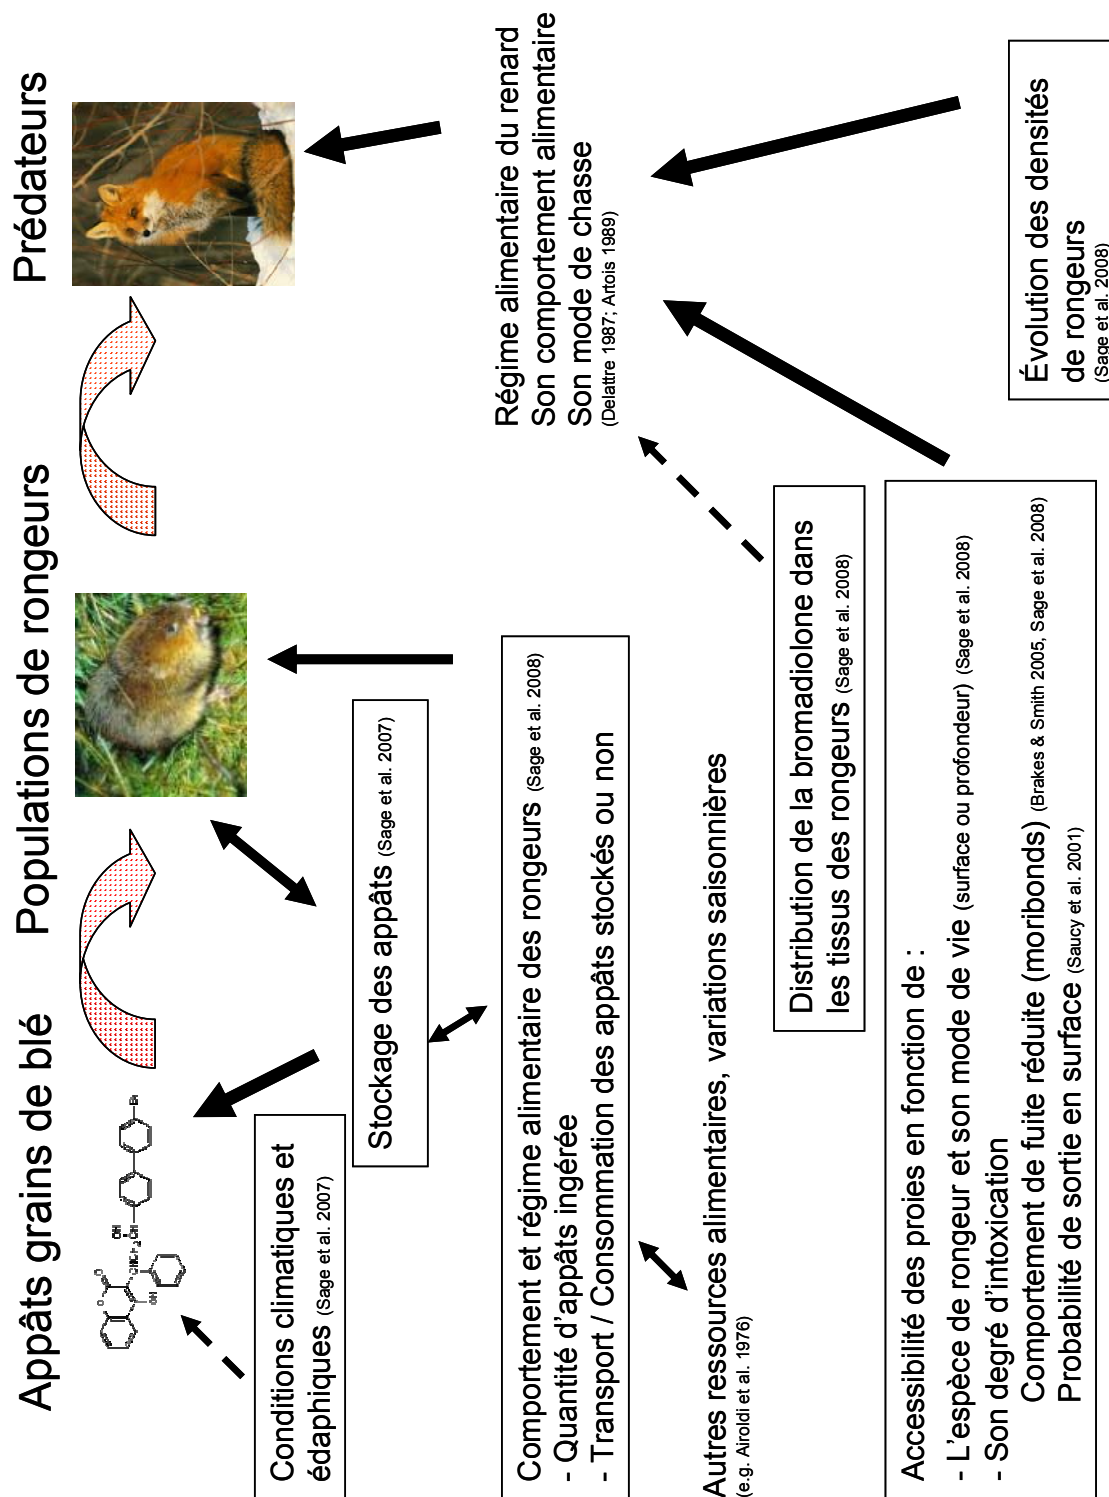 Appâts grains de blé
Populations de rongeurs
Prédateurs
O
O
OH
CH
CH
2
OH
Br
Conditions climatiques et
édaphiques (Sage et al. 2007)
Stockage des appâts (Sage et al. 2007)
Comportement et régime alimentaire des rongeurs (Sage et al. 2008)
- Quantité d'appâts ingérée
- Transport / Consommation des appâts stockés ou non
Autres ressources alimentaires, variations saisonnières
(e.g. Airoldi et al. 1976)
Régime alimentaire du renard
Son comportement alimentaire
Son mode de chasse
(Delattre 1987; Artois 1989)
Distribution de la bromadiolone dans
les tissus des rongeurs (Sage et al. 2008)
Accessibilité des proies en fonction de :
- L'espèce de rongeur et son mode de vie (surface ou profondeur) (Sage et al. 2008)
- Son degré d'intoxication
Comportement de fuite réduite (moribonds) (Brakes & Smith 2005, Sage et al. 2008)
Probabilité de sortie en surface (Saucy et al. 2001)
Évolution des densités
de rongeurs
(Sage et al. 2008)